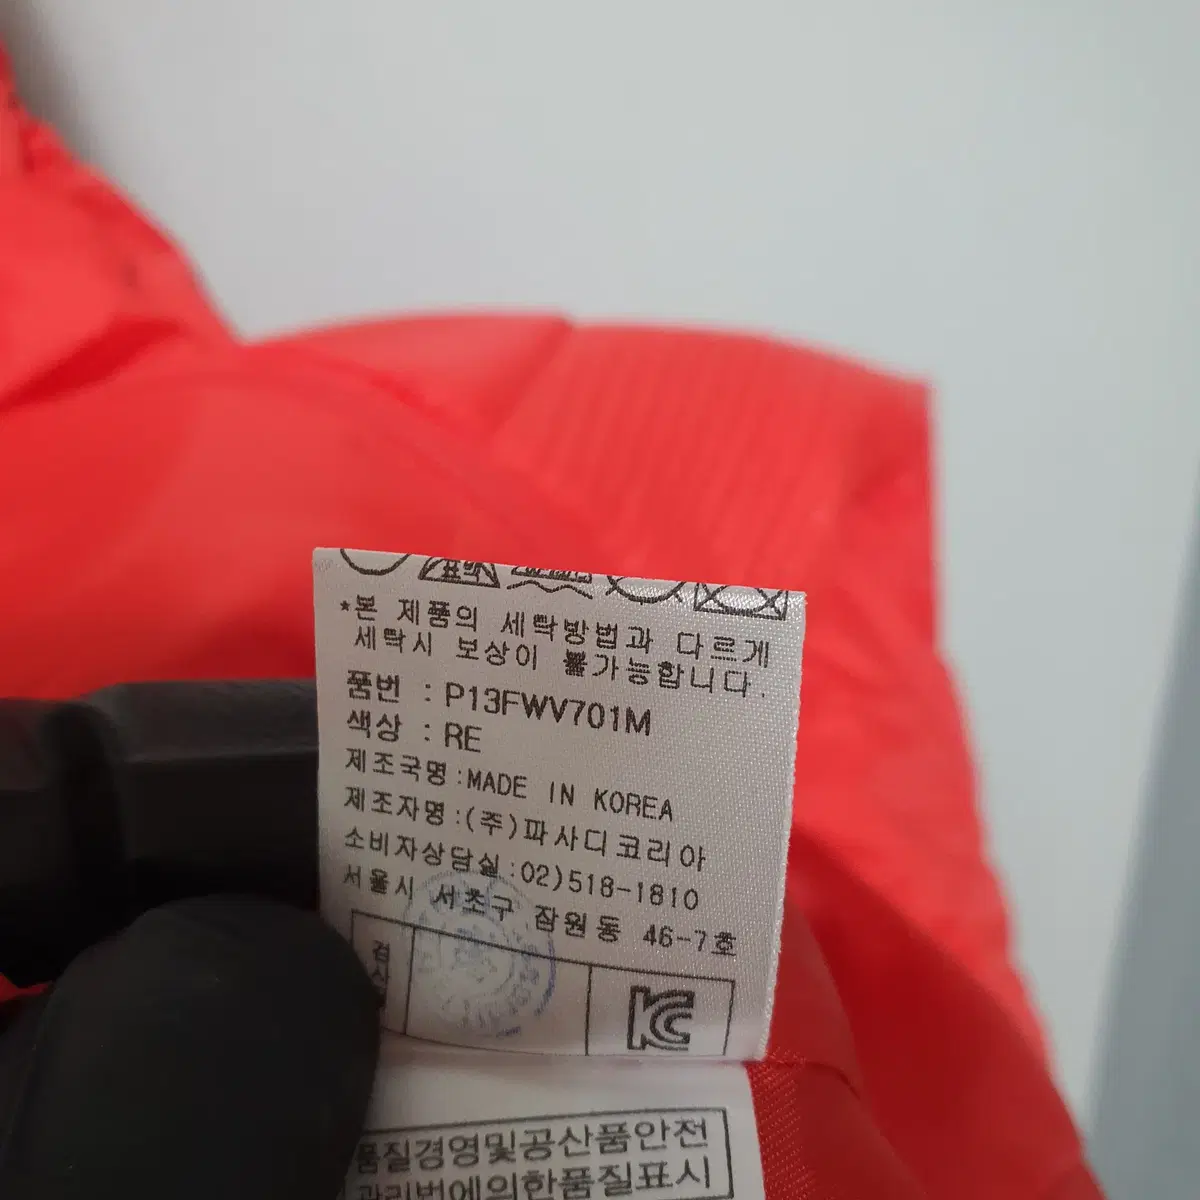 표백
*본 제품의 세탁방법과 다르게
세탁시 보상이 불가능합니다.
품번 : P13FWV701M
색상 : RE
제조국명:MADE IN KOREA
제조자명:(주)파사디코리아
소비자상담실:02)518-1810
서울시 서초구 잠원동 46-7호
KC
품질경영및공산품안전
관리법에의한품질표시